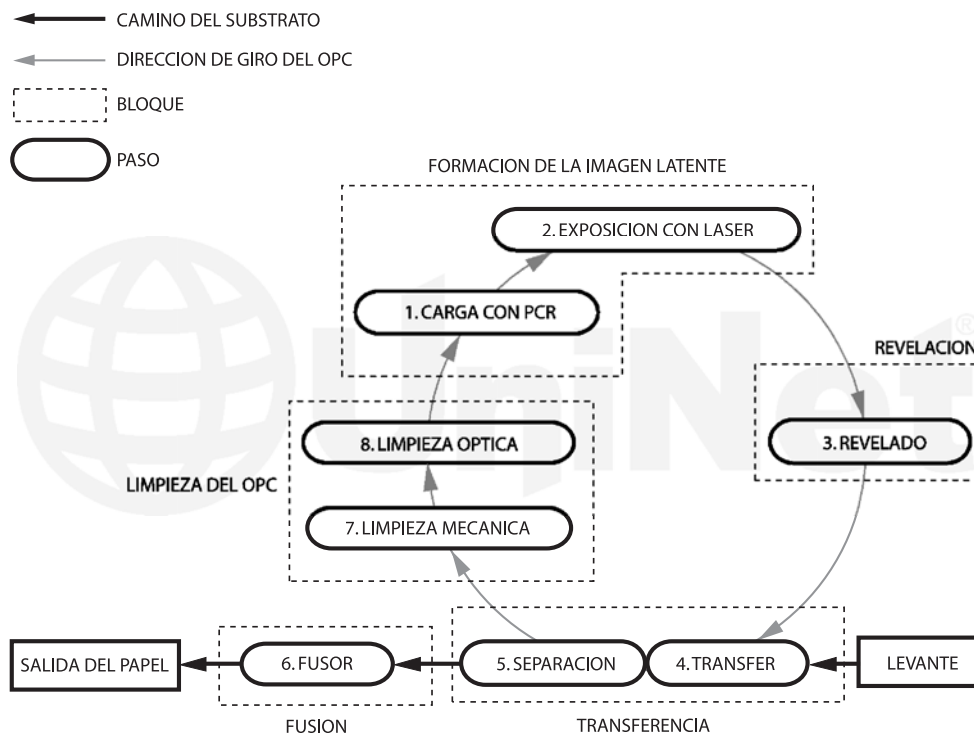 CAMINO DEL SUBSTRATO
DIRECCION DE GIRO DEL OPC
BLOQUE
PASO
FORMACION DE LA IMAGEN LATENTE
2. EXPOSICION CON LASER
1. CARGA CON PCR
REVELACION
3. REVELADO
8. LIMPIEZA OPTICA
LIMPIEZA DEL OPC
7. LIMPIEZA MECANICA
SALIDA DEL PAPEL
6. FUSOR
5. SEPARACION
4. TRANSFER
LEVANTE
FUSION
TRANSFERENCIA
UniNet®